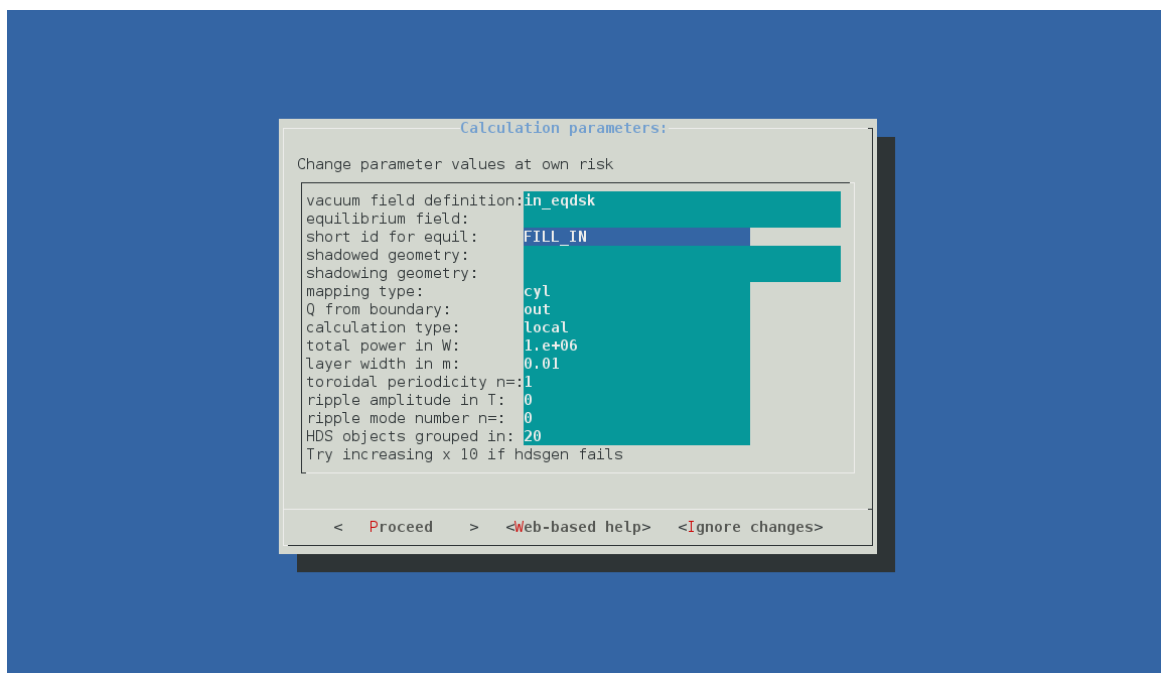 Calculation parameters:
Change parameter values at own risk
vacuum field definition:in_eqdsk
equilibrium field:
short id for equil: FILL_IN
shadowed geometry:
shadowing geometry:
mapping type: cyl
Q from boundary: out
calculation type: local
total power in W: 1.e+06
layer width in m: 0.01
toroidal periodicity n=:1
ripple amplitude in T: 0
ripple mode number n=: 0
HDS objects grouped in: 20
Try increasing x 10 if hdsgen fails
< Proceed > <Web-based help> <Ignore changes>